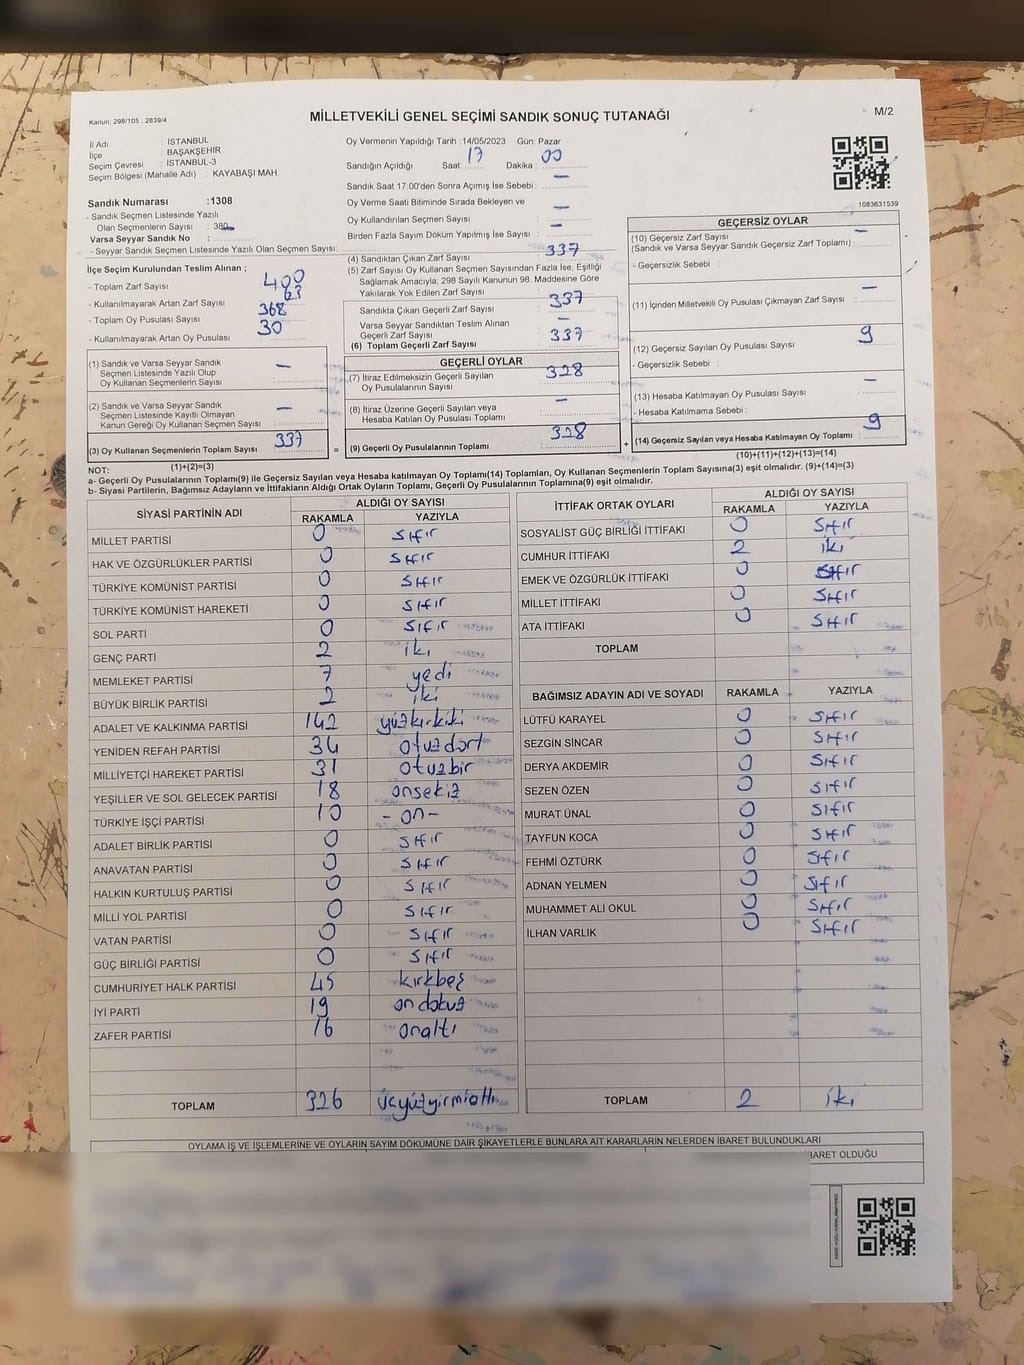 MİLLETVEKİLİ GENEL SEÇİMİ SANDIK SONUÇ TUTANAĞI
M/2
Kanun; 298/105 , 2839/4
İl Adı : İSTANBUL
İlçe : BAŞAKŞEHİR
Seçim Çevresi : İSTANBUL-3
Seçim Bölgesi (Mahalle Adı) : KAYABAŞI MAH.
Oy Vermenin Yapıldığı Tarih : 14/05/2023 Gün: Pazar
Sandığın Açıldığı Saat : 17 Dakika : 00
Sandık Saat 17:00'den Sonra Açımış İse Sebebi : —
Oy Verme Saati Bitiminde Sırada Bekleyen ve
Oy Kullandırılan Seçmen Sayısı : —
Birden Fazla Sayım Döküm Yapılmış İse Sayısı : —
1083631539
Sandık Numarası :1308
- Sandık Seçmen Listesinde Yazılı
Olan Seçmenlerin Sayısı :
Varsa Seyyar Sandık No :
- Seyyar Sandık Seçmen Listesinde Yazılı Olan Seçmen Sayısı:
İlçe Seçim Kurulundan Teslim Alınan ;
- Toplam Zarf Sayısı : 400
- Kullanılmayarak Artan Zarf Sayısı : 63
- Toplam Oy Pusulası Sayısı : 368
- Kullanılmayarak Artan Oy Pusulası : 30
(1) Sandık ve Varsa Seyyar Sandık
Seçmen Listesinde Yazılı Olup
Oy Kullanan Seçmenlerin Sayısı : —
(2) Sandık ve Varsa Seyyar Sandık
Seçmen Listesinde Kayıtlı Olmayan
Kanun Gereği Oy Kullanan Seçmen Sayısı : —
(3) Oy Kullanan Seçmenlerin Toplam Sayısı : 337
(1)+(2)=(3)
(4) Sandıktan Çıkan Zarf Sayısı : 337
(5) Zarf Sayısı Oy Kullanan Seçmen Sayısından Fazla İse, Eşitliği
Sağlamak Amacıyla; 298 Sayılı Kanunun 98. Maddesine Göre
Yakılarak Yok Edilen Zarf Sayısı : —
Sandıkta Çıkan Geçerli Zarf Sayısı : 337
Varsa Seyyar Sandıktan Teslim Alınan
Geçerli Zarf Sayısı : —
(6) Toplam Geçerli Zarf Sayısı : 337
GEÇERLİ OYLAR
(7) İtiraz Edilmeksizin Geçerli Sayılan
Oy Pusulalarının Sayısı : 328
(8) İtiraz Üzerine Geçerli Sayılan veya
Hesaba Katılan Oy Pusulası Toplamı : —
= (9) Geçerli Oy Pusulalarının Toplamı : 328
GEÇERSİZ OYLAR
(10) Geçersiz Zarf Sayısı
(Sandık ve Varsa Seyyar Sandık Geçersiz Zarf Toplamı) : —
- Geçersizlik Sebebi :
(11) İçinden Milletvekili Oy Pusulası Çıkmayan Zarf Sayısı : —
(12) Geçersiz Sayılan Oy Pusulası Sayısı : 9
- Geçersizlik Sebebi :
(13) Hesaba Katılmayan Oy Pusulası Sayısı : —
- Hesaba Katılmama Sebebi :
+ (14) Geçersiz Sayılan veya Hesaba Katılmayan Oy Toplamı : 9
(10)+(11)+(12)+(13)=(14)
NOT:
a- Geçerli Oy Pusulalarının Toplamı(9) ile Geçersiz Sayılan veya Hesaba katılmayan Oy Toplamı(14) Toplamları, Oy Kullanan Seçmenlerin Toplam Sayısına(3) eşit olmalıdır. (9)+(14)=(3)
b- Siyasi Partilerin, Bağımsız Adayların ve İttifakların Aldığı Oyların Toplamı, Geçerli Oy Pusulalarının Toplamına(9) eşit olmalıdır.
SİYASİ PARTİNİN ADI ALDIĞI OY SAYISI
RAKAMLA YAZIYLA
MİLLET PARTİSİ 0 sıfır
HAK VE ÖZGÜRLÜKLER PARTİSİ 0 sıfır
TÜRKİYE KOMÜNİST PARTİSİ 0 sıfır
TÜRKİYE KOMÜNİST HAREKETİ 0 sıfır
SOL PARTİ 0 sıfır
GENÇ PARTİ 2 iki
MEMLEKET PARTİSİ 7 yedi
BÜYÜK BİRLİK PARTİSİ 2 iki
ADALET VE KALKINMA PARTİSİ 142 yüzkırkiki
YENİDEN REFAH PARTİSİ 34 otuzdört
MİLLİYETÇİ HAREKET PARTİSİ 31 otuzbir
YEŞİLLER VE SOL GELECEK PARTİSİ 18 onsekiz
TÜRKİYE İŞÇİ PARTİSİ 10 -on-
ADALET BİRLİK PARTİSİ 0 sıfır
ANAVATAN PARTİSİ 0 sıfır
HALKIN KURTULUŞ PARTİSİ 0 sıfır
MİLLİ YOL PARTİSİ 0 sıfır
VATAN PARTİSİ 0 sıfır
GÜÇ BİRLİĞİ PARTİSİ 0 sıfır
CUMHURİYET HALK PARTİSİ 45 kırkbeş
İYİ PARTİ 19 ondokuz
ZAFER PARTİSİ 16 onaltı
TOPLAM 326 üçyüzyirmialtı
İTTİFAK ORTAK OYLARI ALDIĞI OY SAYISI
RAKAMLA YAZIYLA
SOSYALİST GÜÇ BİRLİĞİ İTTİFAKI 0 sıfır
CUMHUR İTTİFAKI 2 iki
EMEK VE ÖZGÜRLÜK İTTİFAKI 0 sıfır
MİLLET İTTİFAKI 0 sıfır
ATA İTTİFAKI 0 sıfır
TOPLAM
BAĞIMSIZ ADAYIN ADI VE SOYADI RAKAMLA YAZIYLA
LÜTFÜ KARAYEL 0 sıfır
SEZGİN SİNCAR 0 sıfır
DERYA AKDEMİR 0 sıfır
SEZEN ÖZEN 0 sıfır
MURAT ÜNAL 0 sıfır
TAYFUN KOCA 0 sıfır
FEHMİ ÖZTÜRK 0 sıfır
ADNAN YELMEN 0 sıfır
MUHAMMET ALİ OKUL 0 sıfır
İLHAN VARLIK 0 sıfır
TOPLAM 2 iki
OYLAMA İŞ VE İŞLEMLERİNE VE OYLARIN SAYIM DÖKÜMÜNE DAİR ŞİKAYETLERLE BUNLARA AİT KARARLARIN NELERDEN İBARET BULUNDUKLARI
OLDUĞU